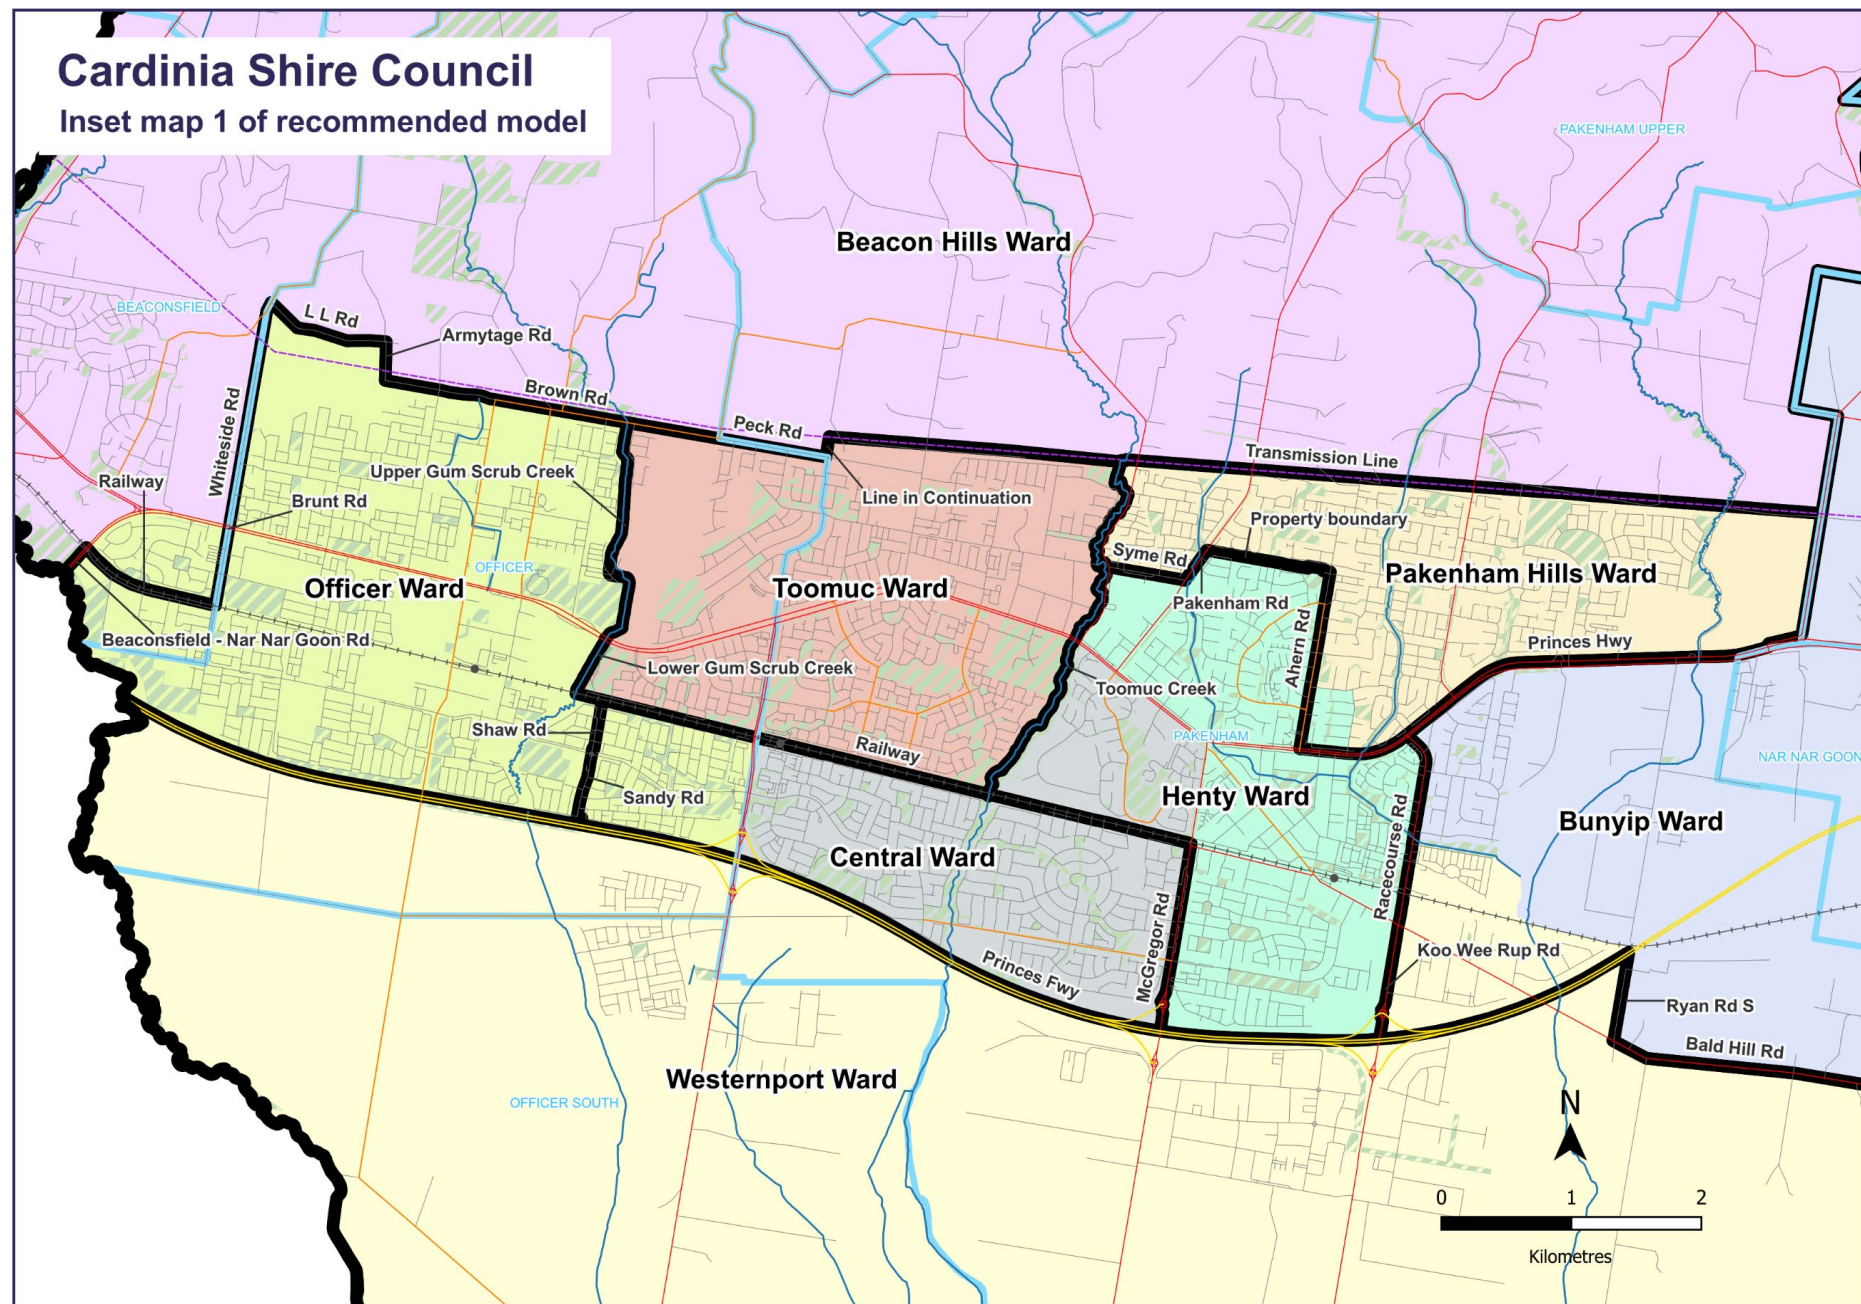 Cardinia Shire Council
Inset map 1 of recommended model
PAKENHAM UPPER
Beacon Hills Ward
BEACONSFIELD
L L Rd
Armytage Rd
Brown Rd
Peck Rd
Whiteside Rd
Transmission Line
Upper Gum Scrub Creek
Railway
Brunt Rd
Line in Continuation
Property boundary
Syme Rd
OFFICER
Officer Ward
Toomuc Ward
Pakenham Hills Ward
Pakenham Rd
Ahern Rd
Beaconsfield - Nar Nar Goon Rd
Princes Hwy
Lower Gum Scrub Creek
Toomuc Creek
Shaw Rd
PAKENHAM
Railway
NAR NAR GOON
Sandy Rd
Henty Ward
Bunyip Ward
Central Ward
Racecourse Rd
McGregor Rd
Koo Wee Rup Rd
Princes Fwy
Ryan Rd S
Bald Hill Rd
Westernport Ward
OFFICER SOUTH
N
0 1 2
Kilometres